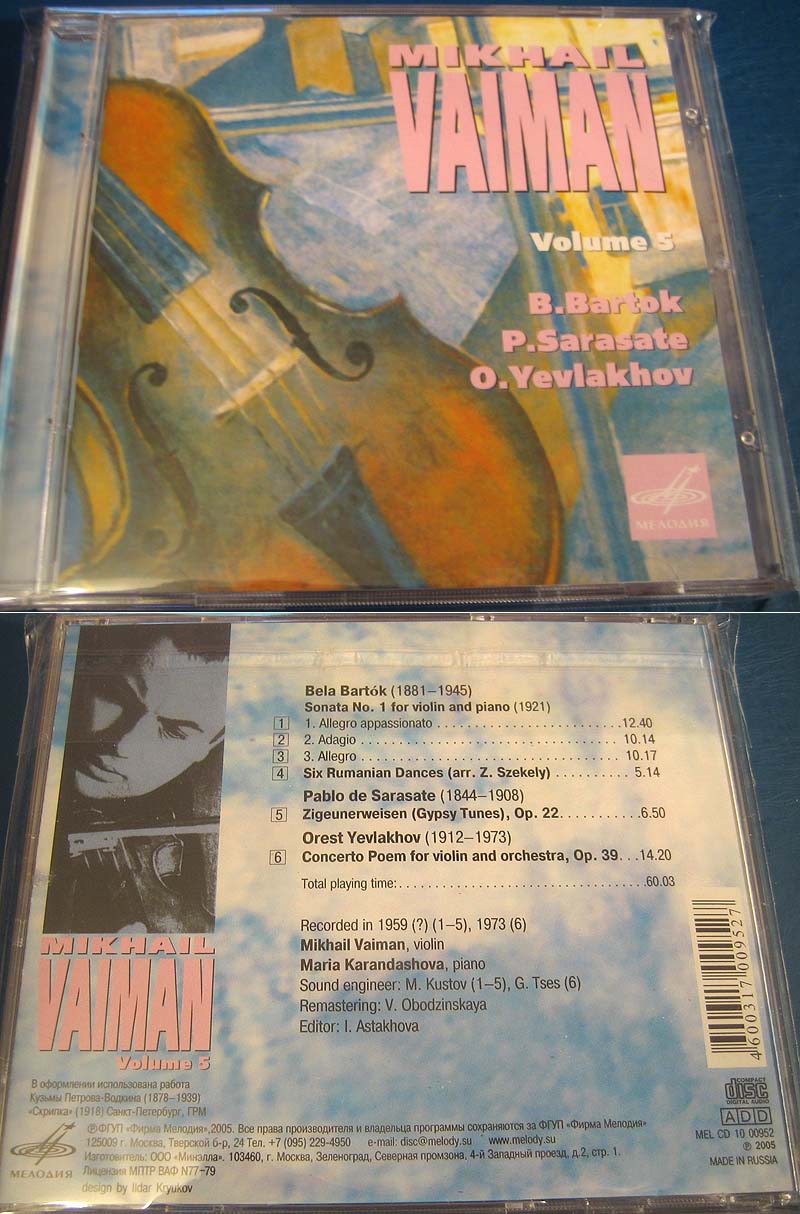 MIKHAIL
VAIMAN
Volume 5
B.Bartok
P.Sarasate
O.Yevlakhov
МЕЛОДИЯ
Bela Bartók (1881–1945)
Sonata No. 1 for violin and piano (1921)
1 1. Allegro appassionato ........................12.40
2 2. Adagio .................................... 10.14
3 3. Allegro .................................... 10.17
4 Six Rumanian Dances (arr. Z. Szekely) .......... 5.14
Pablo de Sarasate (1844–1908)
5 Zigeunerweisen (Gypsy Tunes), Op. 22...........6.50
Orest Yevlakhov (1912–1973)
6 Concerto Poem for violin and orchestra, Op. 39...14.20
Total playing time:..................................60.03
Recorded in 1959 (?) (1–5), 1973 (6)
Mikhail Vaiman, violin
Maria Karandashova, piano
Sound engineer: M. Kustov (1–5), G. Tses (6)
Remastering: V. Obodzinskaya
Editor: I. Astakhova
MIKHAIL
VAIMAN
Volume 5
В оформлении использована работа
Кузьмы Петрова-Водкина (1878–1939)
«Скрипка» (1918) Санкт-Петербург, ГРМ
℗ФГУП «Фирма Мелодия»,2005. Все права производителя и владельца программы сохраняются за ФГУП «Фирма Мелодия»
125009 г. Москва, Тверской б-р, 24 Тел. +7 (095) 229-4950 e-mail: disc@melody.su www.melody.su
Изготовитель: ООО «Минэлла». 103460, г. Москва, Зеленоград, Северная промзона, 4-й Западный проезд, д.2, стр. 1.
Лицензия МПТР ВАФ N77-79
design by Ildar Kryukov
МЕЛОДИЯ
4600317009527
COMPACT
disc
DIGITAL AUDIO
ADD
MEL CD 10 00952
℗ 2005
MADE IN RUSSIA